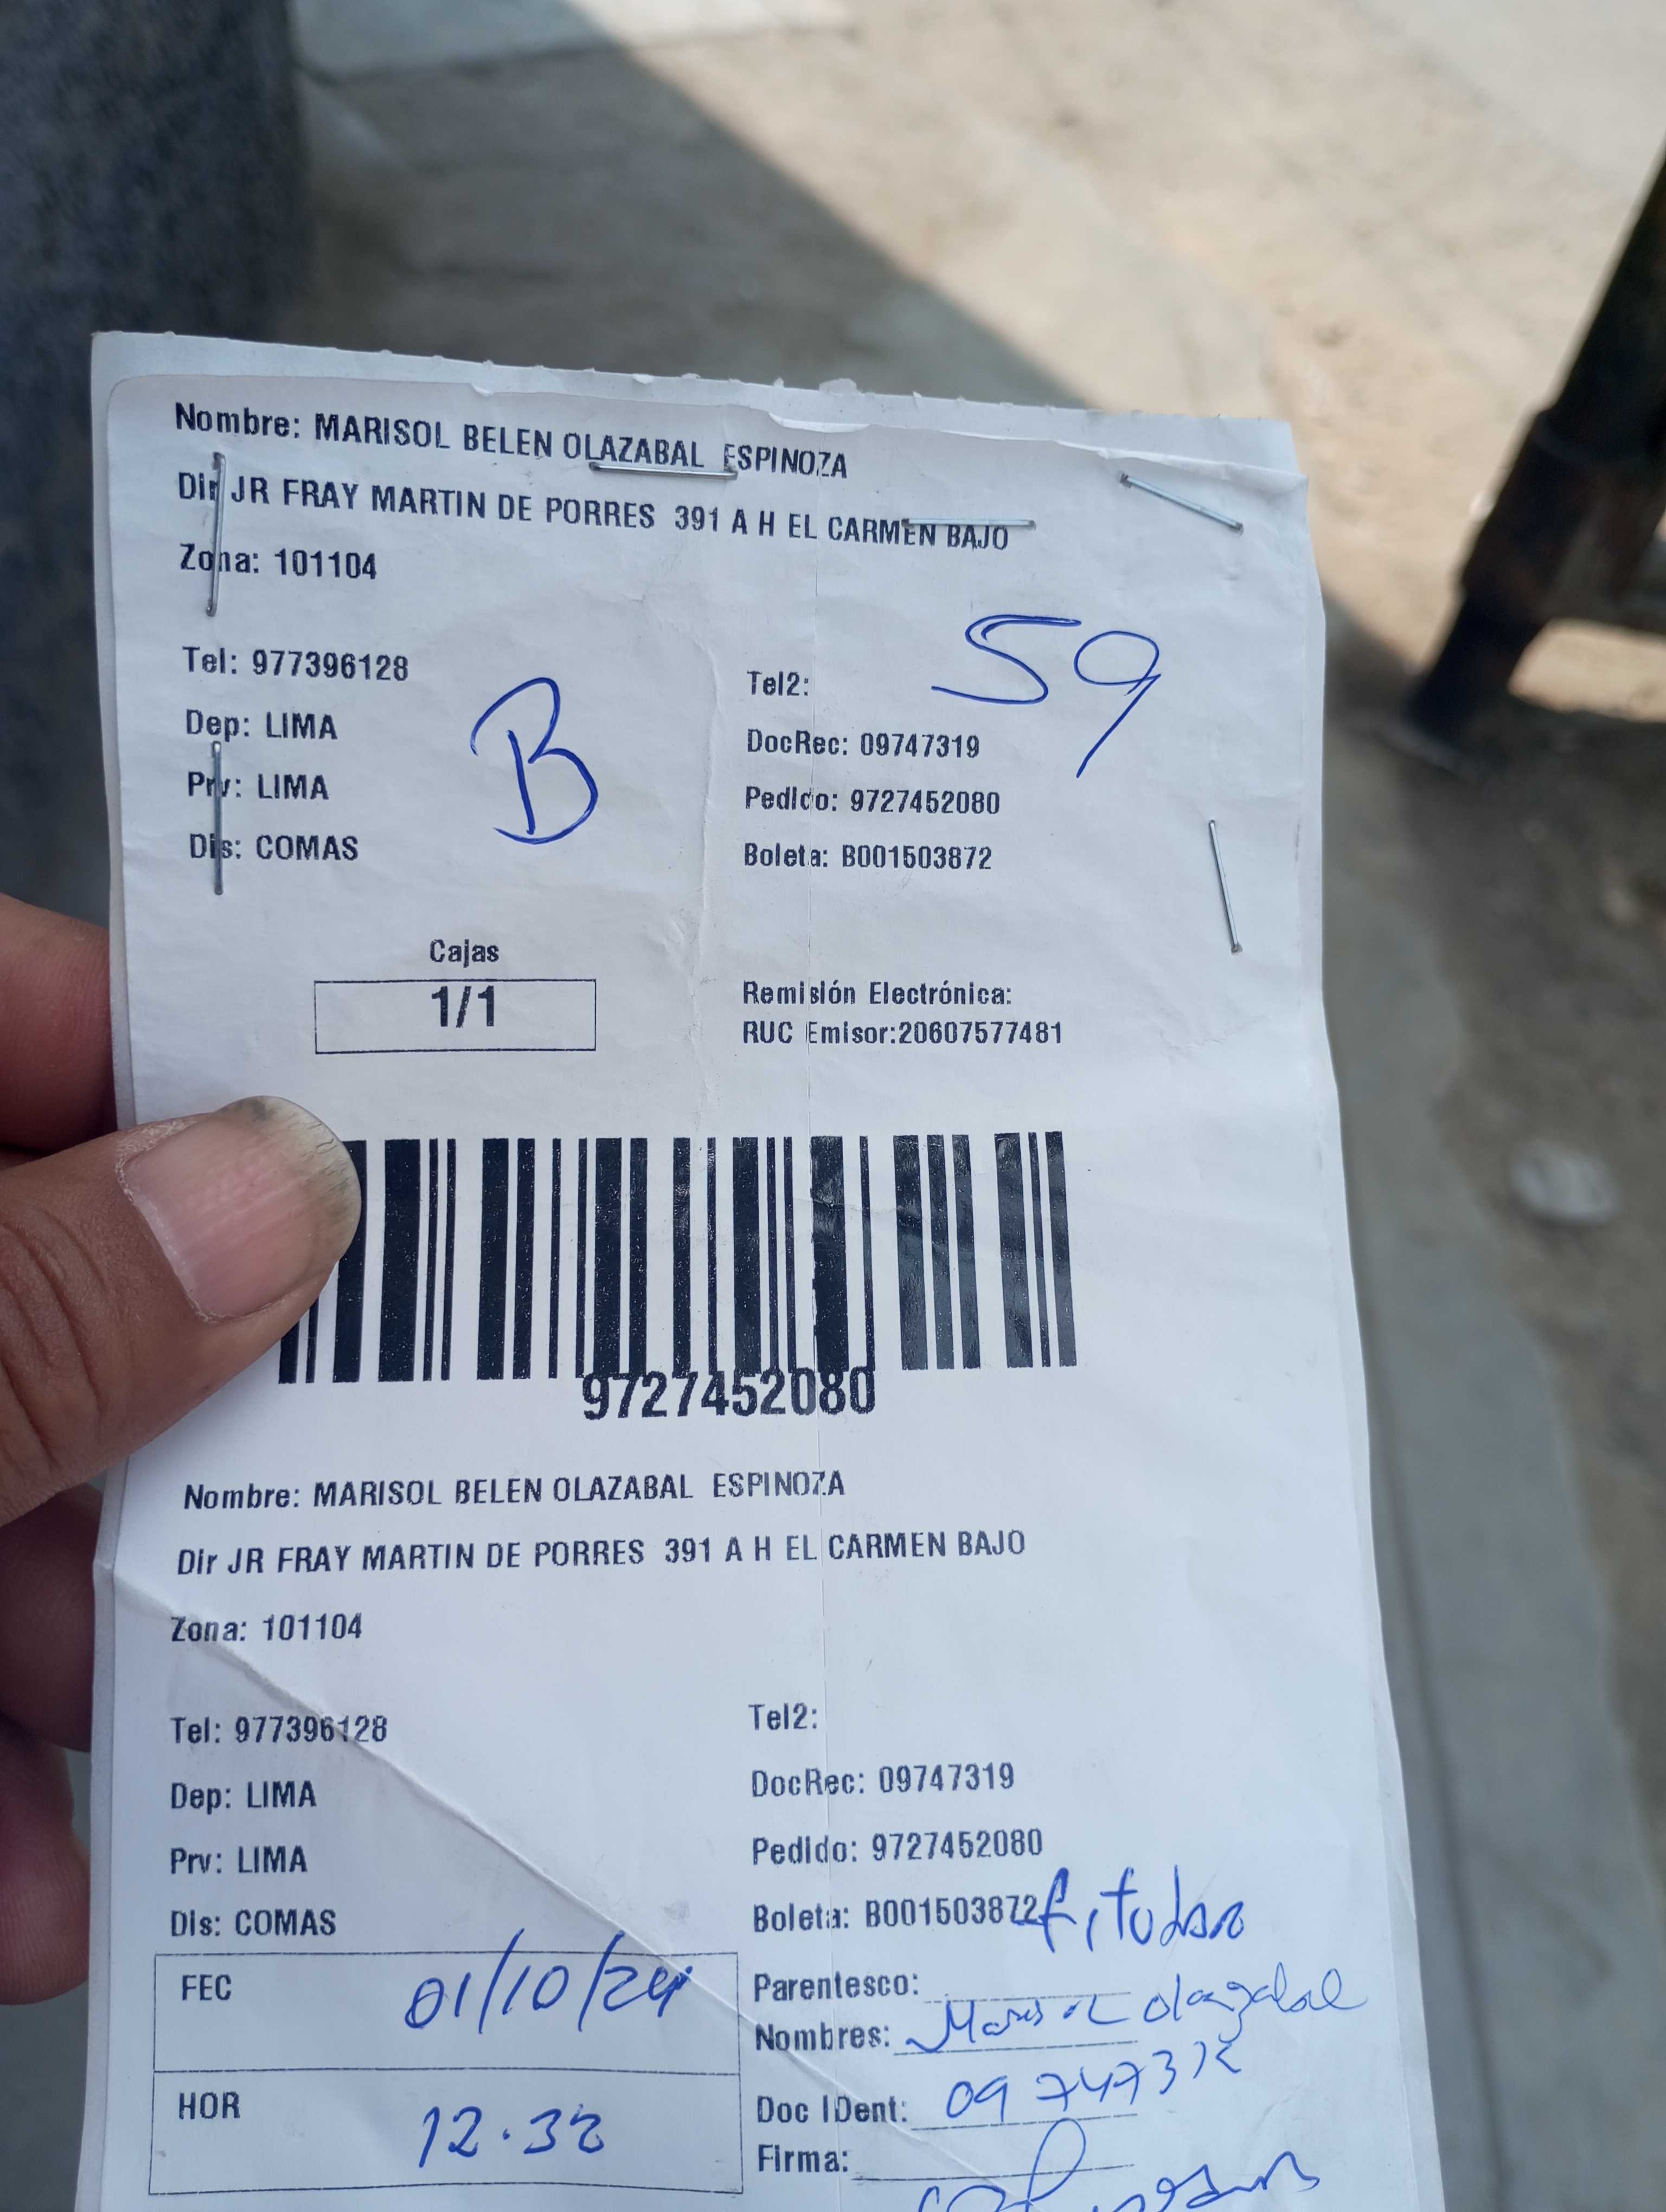 Nombre: MARISOL BELEN OLAZABAL ESPINOZA
Dir JR FRAY MARTIN DE PORRES 391 A H EL CARMEN BAJO
Zona: 101104
59
Tel: 977396128
Tel2:
B
Dep: LIMA
DocRec: 09747319
Prv: LIMA
Pedido: 9727452080
Dis: COMAS
Boleta: B001503872
Cajas
1/1
Remisión Electrónica:
RUC Emisor:20607577481
9727452080
Nombre: MARISOL BELEN OLAZABAL ESPINOZA
Dir JR FRAY MARTIN DE PORRES 391 A H EL CARMEN BAJO
Zona: 101104
Tel: 977396128
Tel2:
Dep: LIMA
DocRec: 09747319
Prv: LIMA
Pedido: 9727452080
Dis: COMAS
Boleta: B001503872
FEC 01/10/24
Parentesco:
Nombres: Marisol Olazabal
HOR 12.32
Doc IDent:
Firma: